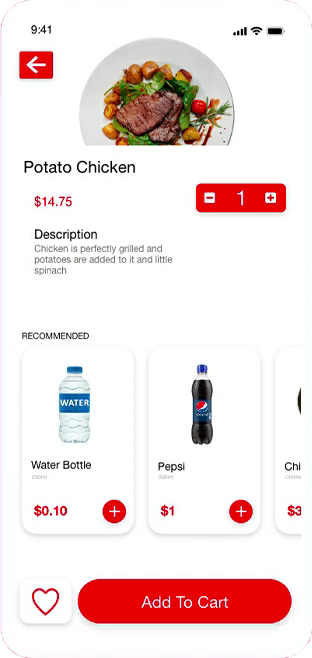 9:41
Potato Chicken
$14.75
1
Description
Chicken is perfectly grilled and
potatoes are added to it and little
spinach
RECOMMENDED
WATER
Water Bottle
250ml
$0.10
Pepsi
500ml
$1
Chi
Chicke
$3
Add To Cart